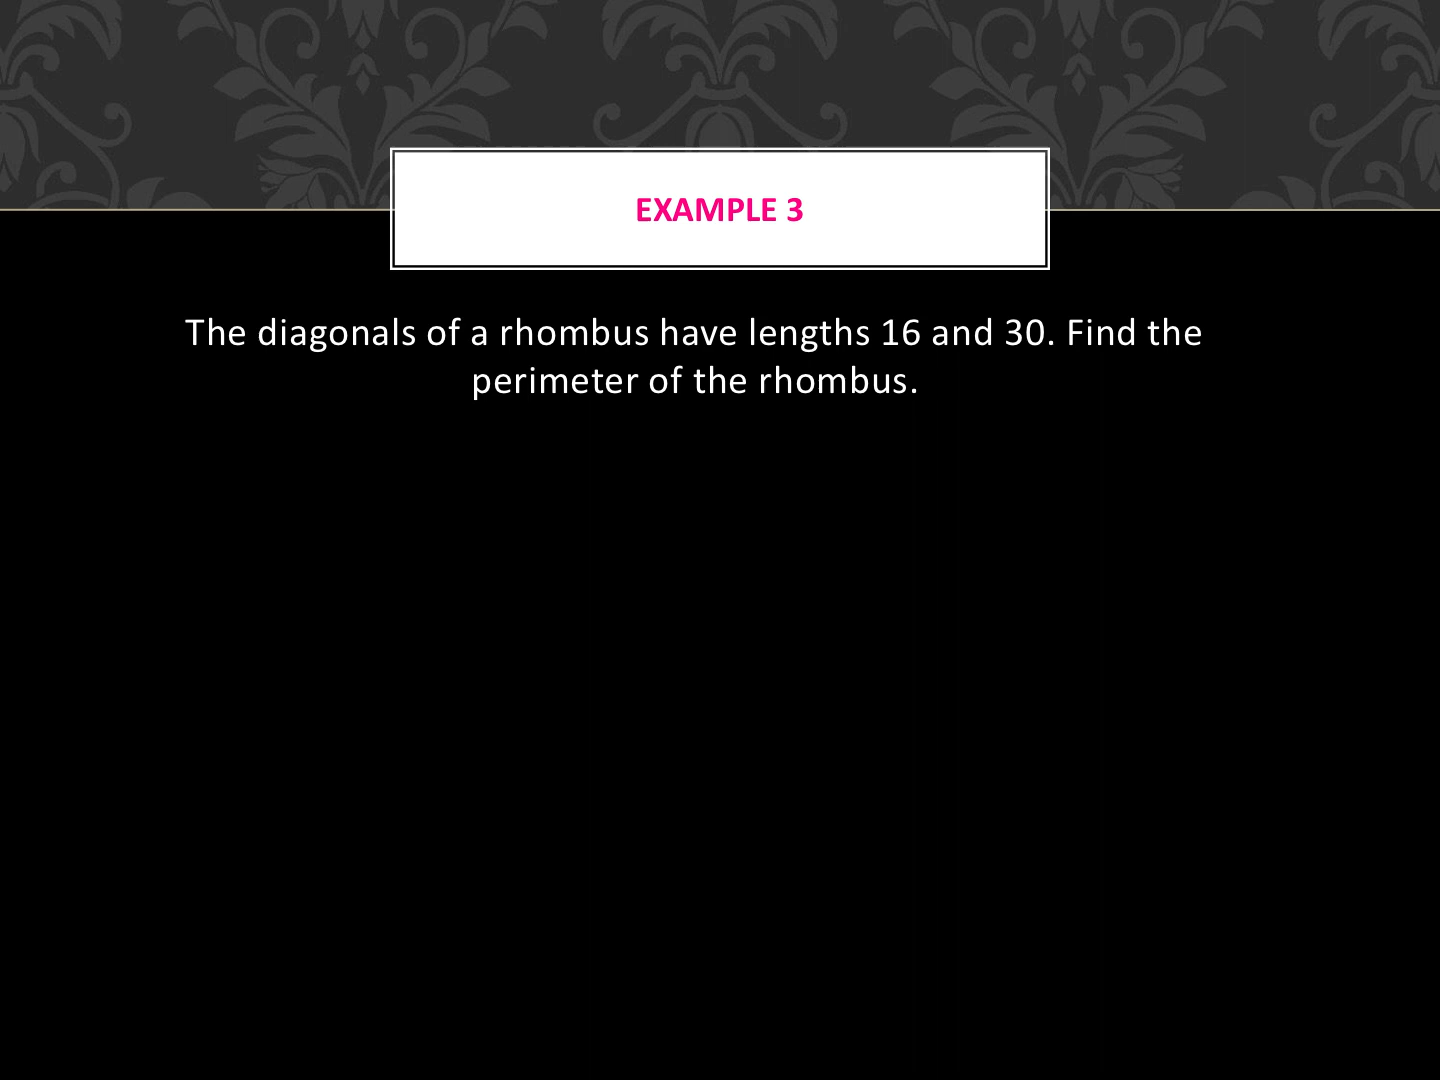 EXAMPLE 3
The diagonals of a rhombus have lengths 16 and 30. Find the
perimeter of the rhombus.